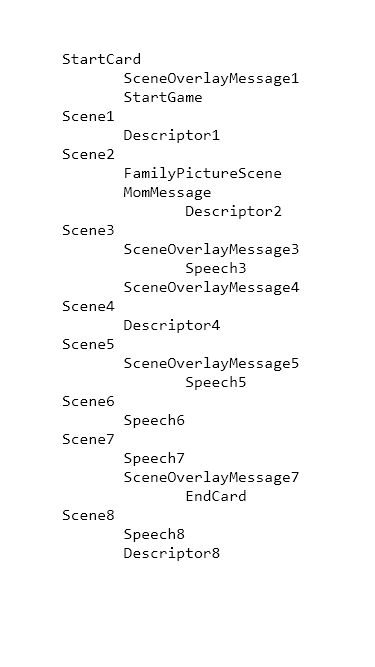 StartCard
SceneOverlayMessage1
StartGame
Scene1
Descriptor1
Scene2
FamilyPictureScene
MomMessage
Descriptor2
Scene3
SceneOverlayMessage3
Speech3
SceneOverlayMessage4
Scene4
Descriptor4
Scene5
SceneOverlayMessage5
Speech5
Scene6
Speech6
Scene7
Speech7
SceneOverlayMessage7
EndCard
Scene8
Speech8
Descriptor8